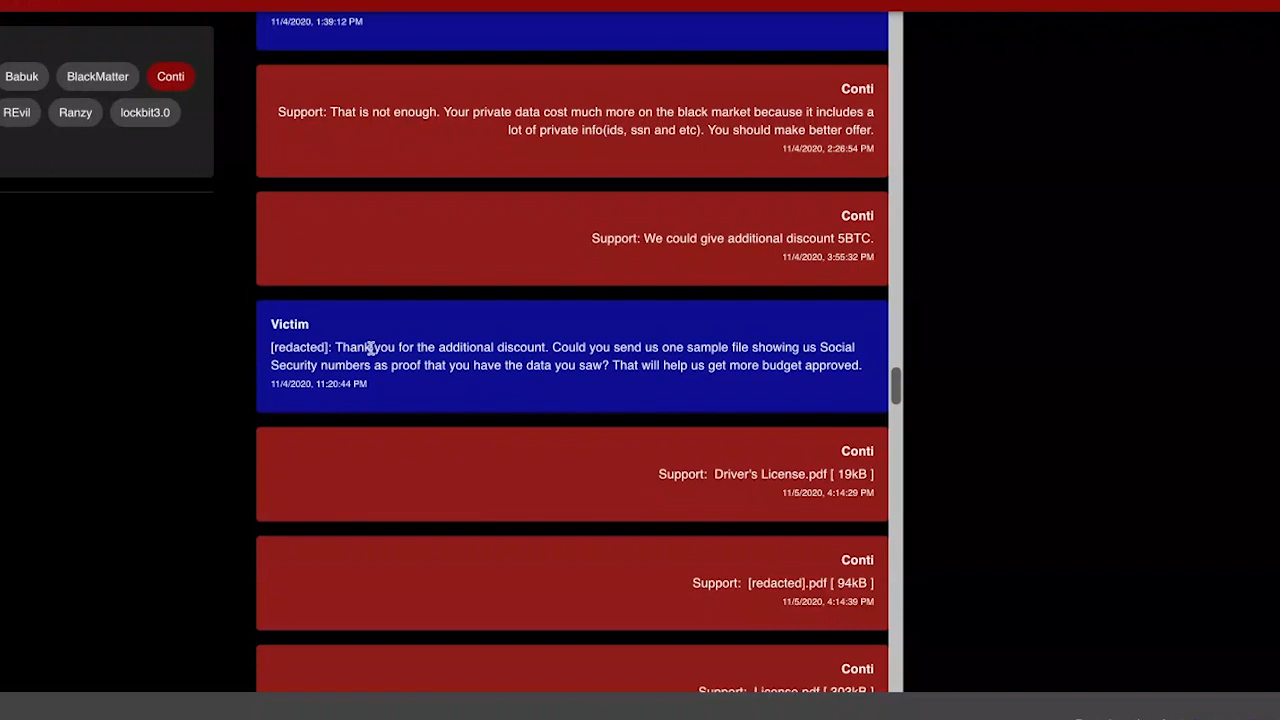 11/4/2020, 1:39:12 PM
Babuk BlackMatter Conti
REvil Ranzy lockbit3.0
Conti
Support: That is not enough. Your private data cost much more on the black market because it includes a
lot of private info(ids, ssn and etc). You should make better offer.
11/4/2020, 2:26:54 PM
Conti
Support: We could give additional discount 5BTC.
11/4/2020, 3:55:32 PM
Victim
[redacted]: Thank you for the additional discount. Could you send us one sample file showing us Social
Security numbers as proof that you have the data you saw? That will help us get more budget approved.
11/4/2020, 11:20:44 PM
Conti
Support: Driver's License.pdf [ 19kB ]
11/5/2020, 4:14:29 PM
Conti
Support: [redacted].pdf [ 94kB ]
11/5/2020, 4:14:39 PM
Conti
Support: License.pdf [ 303kB ]